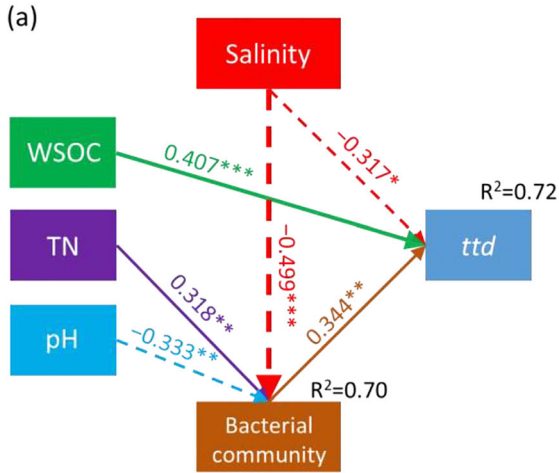 (a)
Salinity
WSOC
0.407***
−0.317*
R²=0.72
TN
ttd
−0.499***
0.318**
0.344**
pH
−0.333**
R²=0.70
Bacterial
community